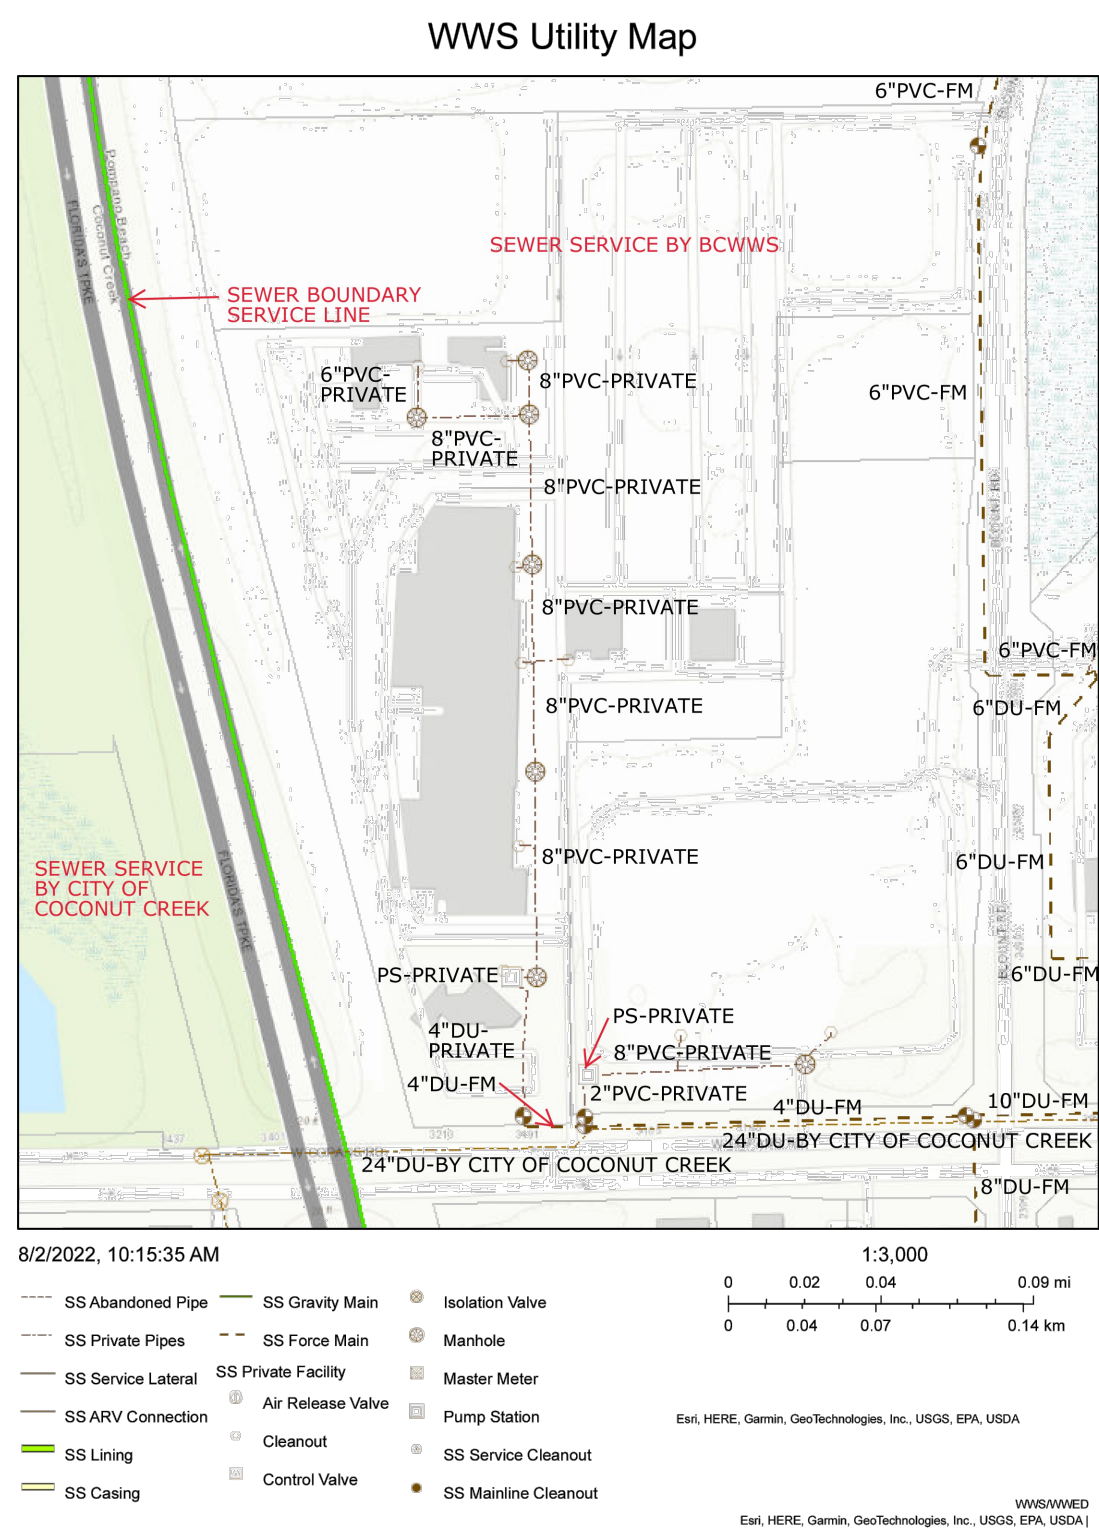 WWS Utility Map
6"PVC-FM
Pompano Beach
Coconut Creek
FLORIDA'S TPKE
SEWER SERVICE BY BCWWS
SEWER BOUNDARY
SERVICE LINE
6"PVC-
PRIVATE
8"PVC-PRIVATE
6"PVC-FM
8"PVC-
PRIVATE
8"PVC-PRIVATE
BLOUNT RD
8"PVC-PRIVATE
6"PVC-FM
8"PVC-PRIVATE
6"DU-FM
8"PVC-PRIVATE
6"DU-FM
SEWER SERVICE
BY CITY OF
COCONUT CREEK
FLORIDA'S TPKE
BLOUNT RD
6"DU-FM
PS-PRIVATE
PS-PRIVATE
4"DU-
PRIVATE
8"PVC-PRIVATE
4"DU-FM
2"PVC-PRIVATE
4"DU-FM
10"DU-FM
3437
3401
3213
3491
24"DU-BY CITY OF COCONUT CREEK
W COPANS RD
24"DU-BY CITY OF COCONUT CREEK
8"DU-FM
8/2/2022, 10:15:35 AM
1:3,000
0 0.02 0.04 0.09 mi
0 0.04 0.07 0.14 km
SS Abandoned Pipe
SS Private Pipes
SS Service Lateral
SS ARV Connection
SS Lining
SS Casing
SS Gravity Main
SS Force Main
SS Private Facility
Air Release Valve
Cleanout
Control Valve
Isolation Valve
Manhole
Master Meter
Pump Station
SS Service Cleanout
SS Mainline Cleanout
Esri, HERE, Garmin, GeoTechnologies, Inc., USGS, EPA, USDA
WWS/WWED
Esri, HERE, Garmin, GeoTechnologies, Inc., USGS, EPA, USDA |